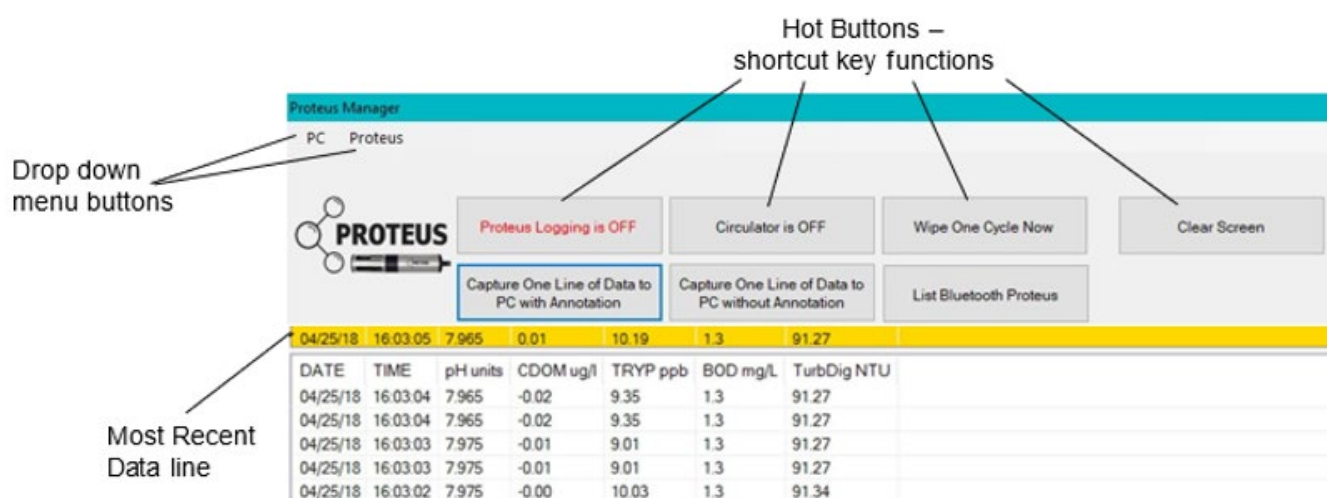 Hot Buttons –
shortcut key functions
Proteus Manager
PC Proteus
Drop down
menu buttons
PROTEUS
Proteus Logging is OFF
Circulator is OFF
Wipe One Cycle Now
Clear Screen
Capture One Line of Data to
PC with Annotation
Capture One Line of Data to
PC without Annotation
List Bluetooth Proteus
04/25/18 16:03:05 7.965 0.01 10.19 1.3 91.27
DATE TIME pH units CDOM ug/l TRYP ppb BOD mg/L TurbDig NTU
04/25/18 16:03:04 7.965 -0.02 9.35 1.3 91.27
04/25/18 16:03:04 7.965 -0.02 9.35 1.3 91.27
04/25/18 16:03:03 7.975 -0.01 9.01 1.3 91.27
04/25/18 16:03:03 7.975 -0.01 9.01 1.3 91.27
04/25/18 16:03:02 7.975 -0.00 10.03 1.3 91.34
Most Recent
Data line